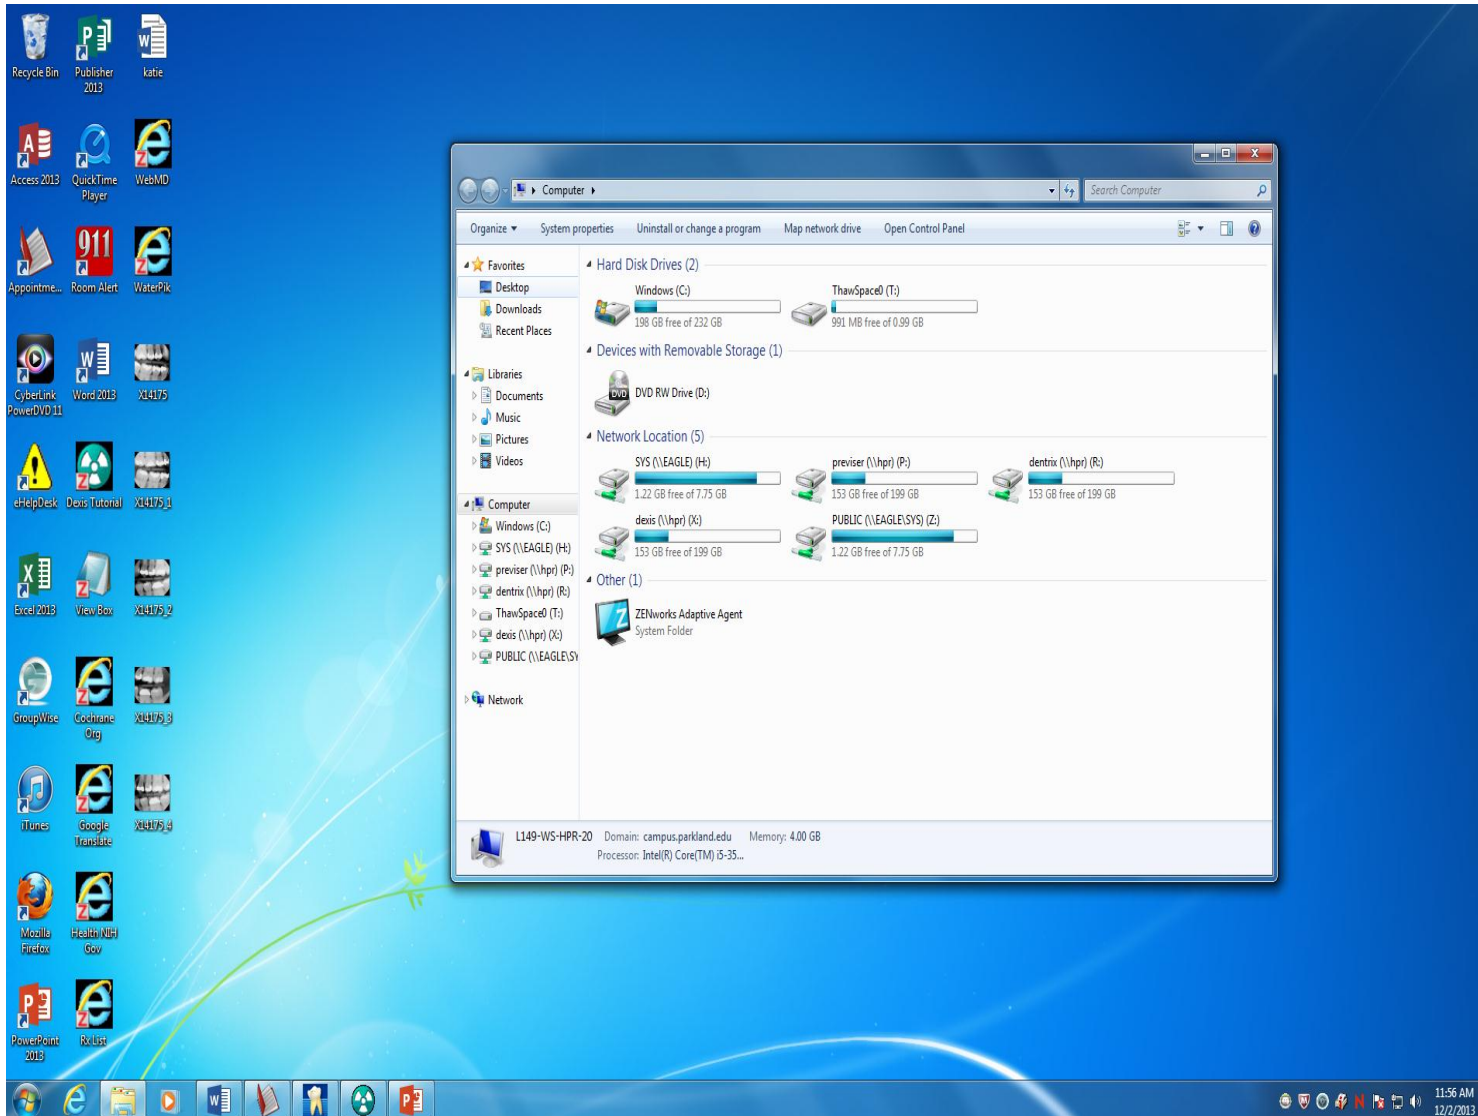 Recycle Bin
Publisher
2013
katie
Access 2013
QuickTime
Player
WebMD
Appointme...
911
Room Alert
WaterPik
CyberLink
PowerDVD 11
Word 2013
X14175
eHelpDesk
Dexis Tutorial
X14175_1
Excel 2013
View Box
X14175_2
GroupWise
Cochrane
Org
X14175_3
iTunes
Google
Translate
X14175_4
Mozilla
Firefox
Health NIH
Gov
PowerPoint
2013
Rx List
Computer
Search Computer
Organize
System properties
Uninstall or change a program
Map network drive
Open Control Panel
Favorites
Desktop
Downloads
Recent Places
Libraries
Documents
Music
Pictures
Videos
Computer
Windows (C:)
SYS (\\EAGLE) (H:)
previser (\\hpr) (P:)
dentrix (\\hpr) (R:)
ThawSpace0 (T:)
dexis (\\hpr) (X:)
PUBLIC (\\EAGLE\SY
Network
Hard Disk Drives (2)
Windows (C:)
198 GB free of 232 GB
ThawSpace0 (T:)
991 MB free of 0.99 GB
Devices with Removable Storage (1)
DVD
DVD RW Drive (D:)
Network Location (5)
SYS (\\EAGLE) (H:)
1.22 GB free of 7.75 GB
previser (\\hpr) (P:)
153 GB free of 199 GB
dentrix (\\hpr) (R:)
153 GB free of 199 GB
dexis (\\hpr) (X:)
153 GB free of 199 GB
PUBLIC (\\EAGLE\SYS) (Z:)
1.22 GB free of 7.75 GB
Other (1)
ZENworks Adaptive Agent
System Folder
L149-WS-HPR-20 Domain: campus.parkland.edu Memory: 4.00 GB
Processor: Intel(R) Core(TM) i5-35...
11:56 AM
12/2/2013